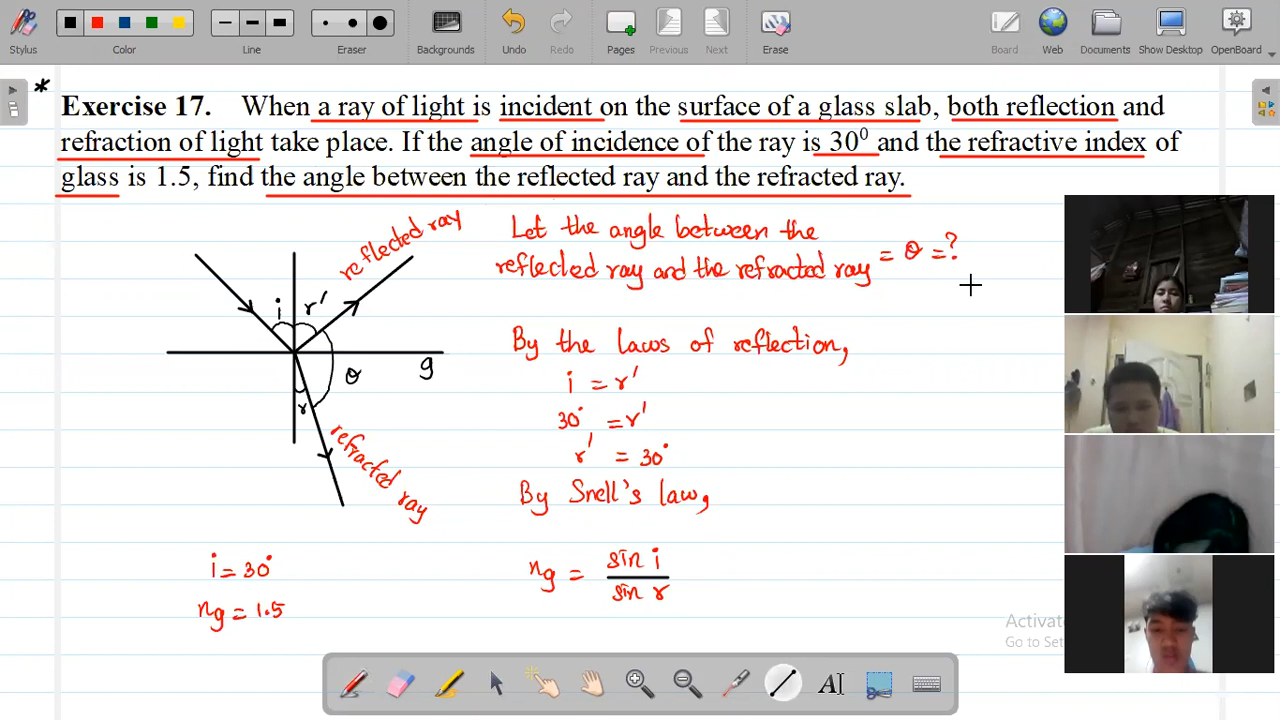 Stylus
Color
Line
Eraser
Backgrounds
Undo
Redo
Pages
Previous
Next
Erase
Board
Web
Documents
Show Desktop
OpenBoard
*
Exercise 17. When a ray of light is incident on the surface of a glass slab, both reflection and
refraction of light take place. If the angle of incidence of the ray is 30⁰ and the refractive index of
glass is 1.5, find the angle between the reflected ray and the refracted ray.
reflected ray
i
r′
g
θ
r
refracted ray
i = 30°
ng = 1.5
Let the angle between the
reflected ray and the refracted ray = θ = ?
By the laws of reflection,
i = r′
30° = r′
r′ = 30°
By Snell's law,
ng = sin i
sin r
Activa
Go to Set